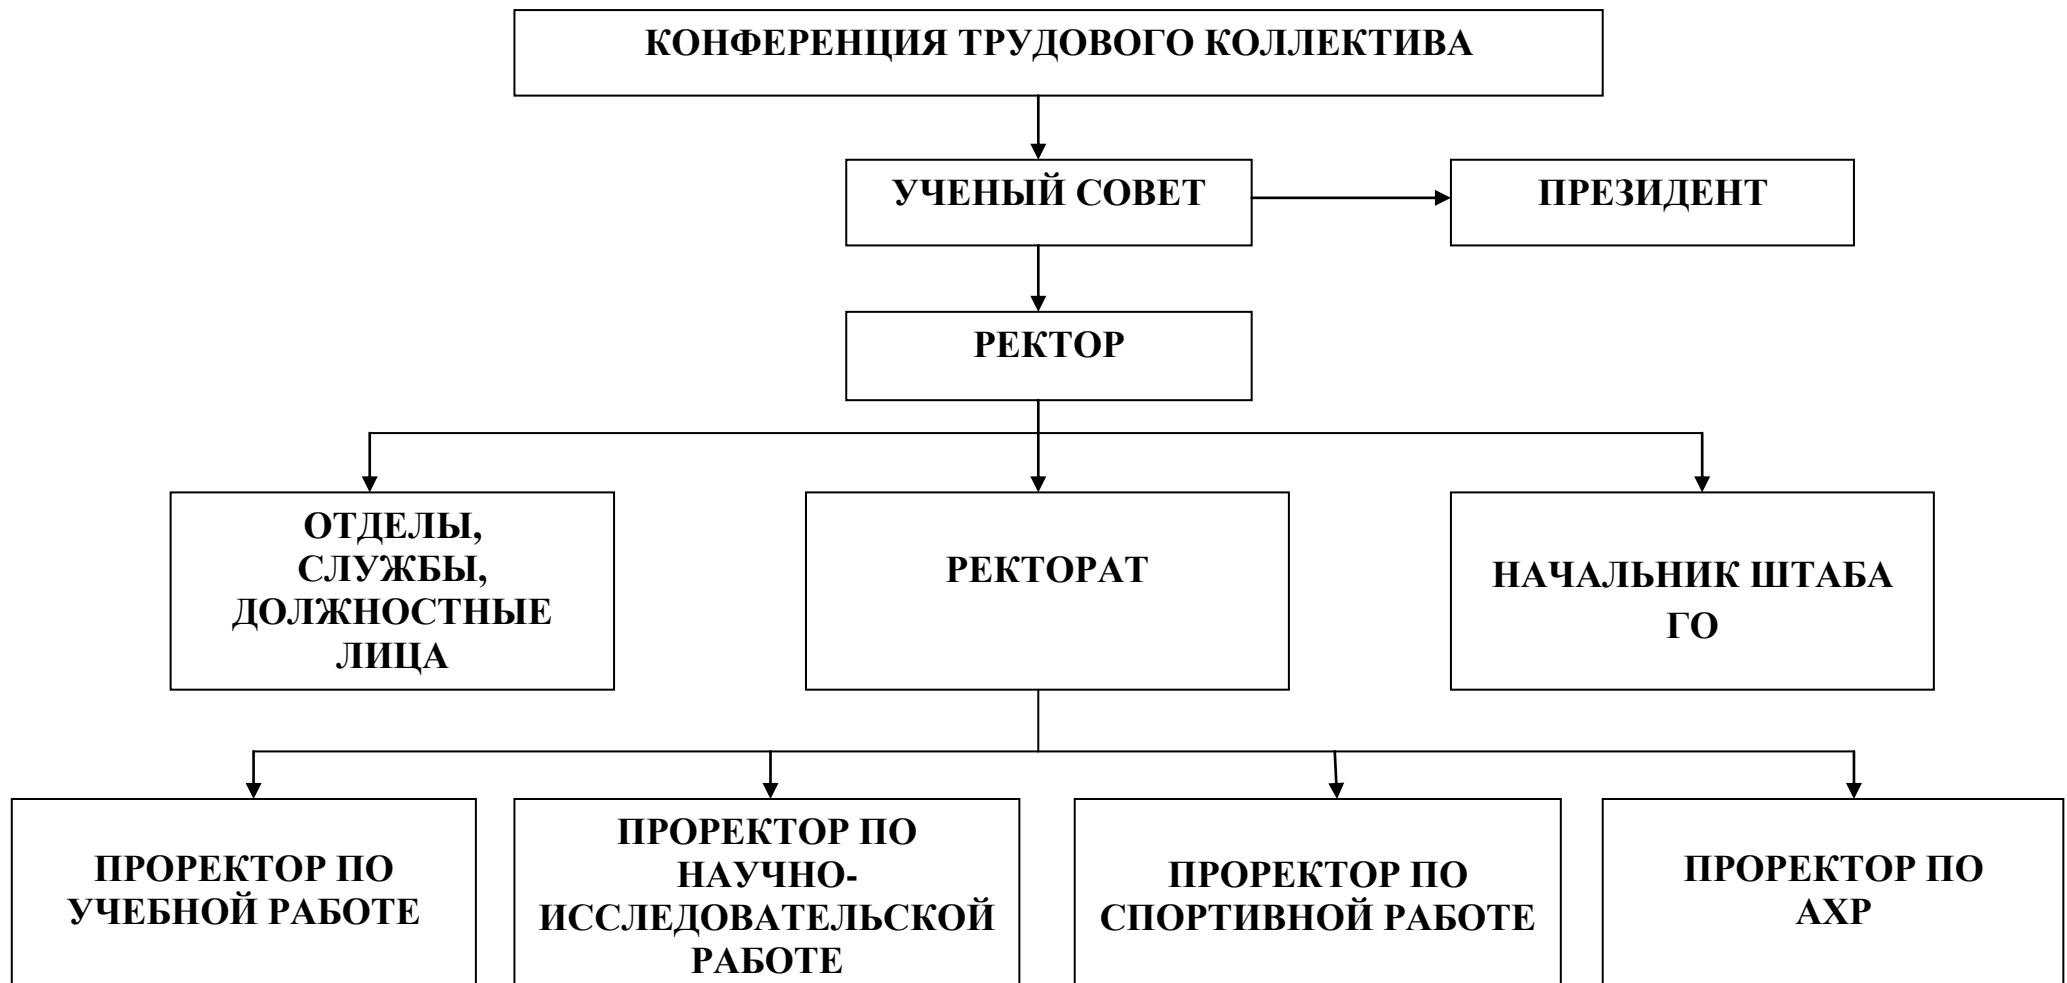 КОНФЕРЕНЦИЯ ТРУДОВОГО КОЛЛЕКТИВА
УЧЕНЫЙ СОВЕТ
ПРЕЗИДЕНТ
РЕКТОР
ОТДЕЛЫ,
СЛУЖБЫ,
ДОЛЖНОСТНЫЕ
ЛИЦА
РЕКТОРАТ
НАЧАЛЬНИК ШТАБА
ГО
ПРОРЕКТОР ПО
УЧЕБНОЙ РАБОТЕ
ПРОРЕКТОР ПО
НАУЧНО-
ИССЛЕДОВАТЕЛЬСКОЙ
РАБОТЕ
ПРОРЕКТОР ПО
СПОРТИВНОЙ РАБОТЕ
ПРОРЕКТОР ПО
АХР